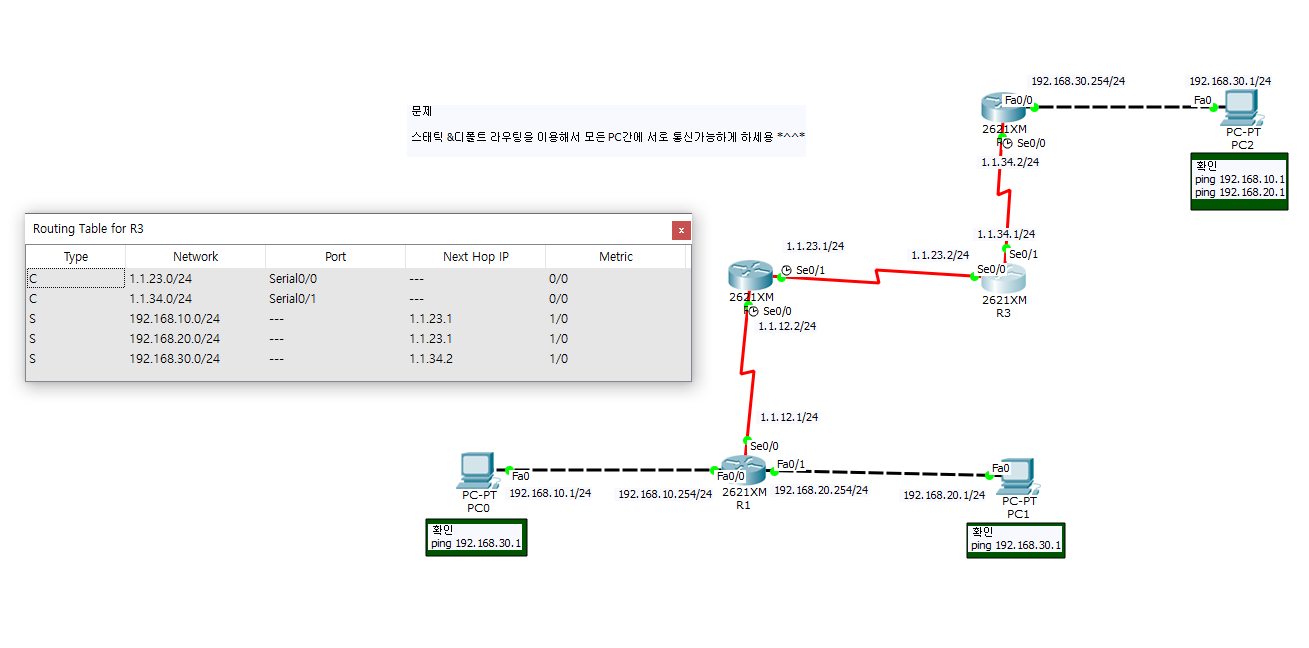 문제
스태틱 &디폴트 라우팅을 이용해서 모든 PC간에 서로 통신가능하게 하세용 *^^*
192.168.30.254/24
192.168.30.1/24
Fa0/0
Fa0
2621XM
Se0/0
1.1.34.2/24
PC-PT
PC2
확인
ping 192.168.10.1
ping 192.168.20.1
Routing Table for R3
x
Type Network Port Next Hop IP Metric
C 1.1.23.0/24 Serial0/0 --- 0/0
C 1.1.34.0/24 Serial0/1 --- 0/0
S 192.168.10.0/24 --- 1.1.23.1 1/0
S 192.168.20.0/24 --- 1.1.23.1 1/0
S 192.168.30.0/24 --- 1.1.34.2 1/0
1.1.34.1/24
Se0/1
1.1.23.1/24
1.1.23.2/24
Se0/1
Se0/0
2621XM
2621XM
R3
Se0/0
1.1.12.2/24
1.1.12.1/24
Se0/0
Fa0
Fa0/0
Fa0/1
Fa0
PC-PT
PC0
192.168.10.1/24
192.168.10.254/24
2621XM
R1
192.168.20.254/24
192.168.20.1/24
PC-PT
PC1
확인
ping 192.168.30.1
확인
ping 192.168.30.1